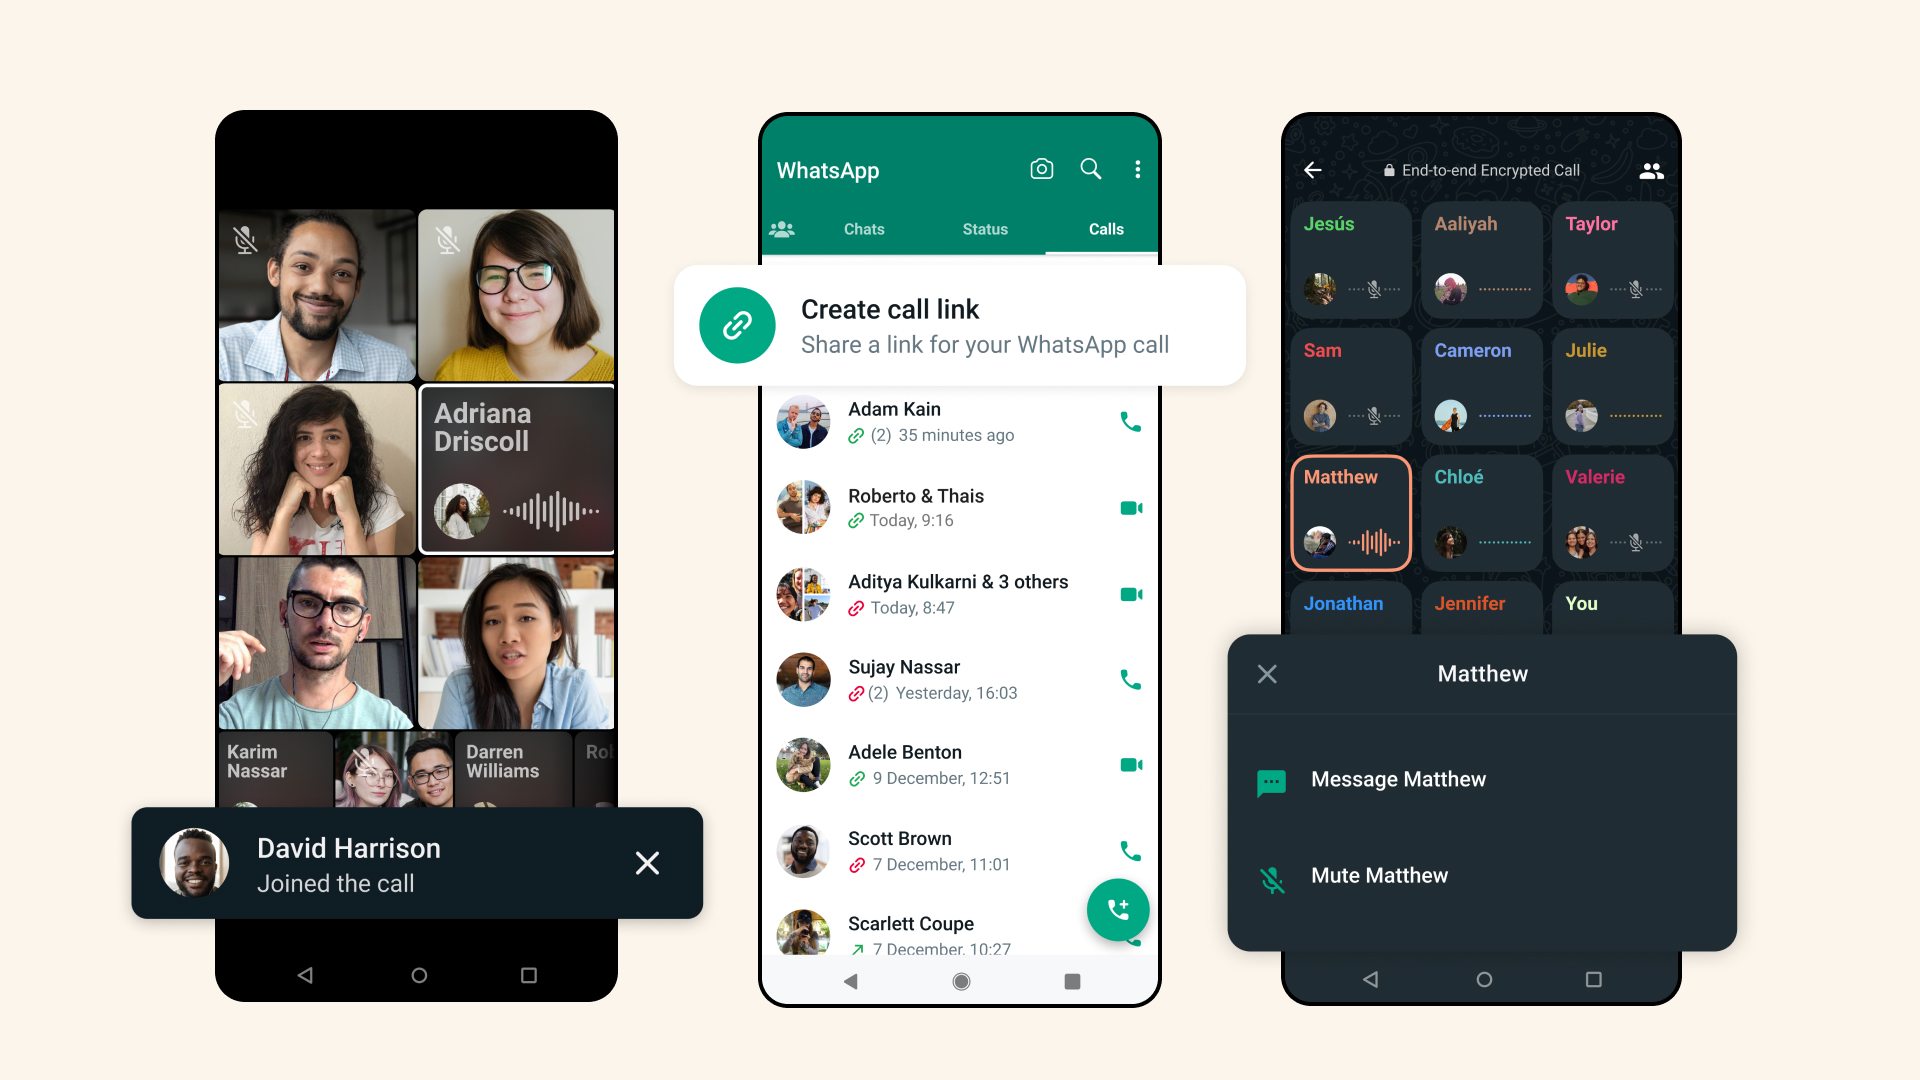 Adriana
Driscoll
Karim
Nassar
Darren
Williams
David Harrison
Joined the call
WhatsApp
Chats
Status
Calls
Create call link
Share a link for your WhatsApp call
Adam Kain
(2) 35 minutes ago
Roberto & Thais
Today, 9:16
Aditya Kulkarni & 3 others
Today, 8:47
Sujay Nassar
(2) Yesterday, 16:03
Adele Benton
9 December, 12:51
Scott Brown
7 December, 11:01
Scarlett Coupe
7 December, 10:27
End-to-end Encrypted Call
Jesús
Aaliyah
Taylor
Sam
Cameron
Julie
Matthew
Chloé
Valerie
Jonathan
Jennifer
You
Matthew
Message Matthew
Mute Matthew